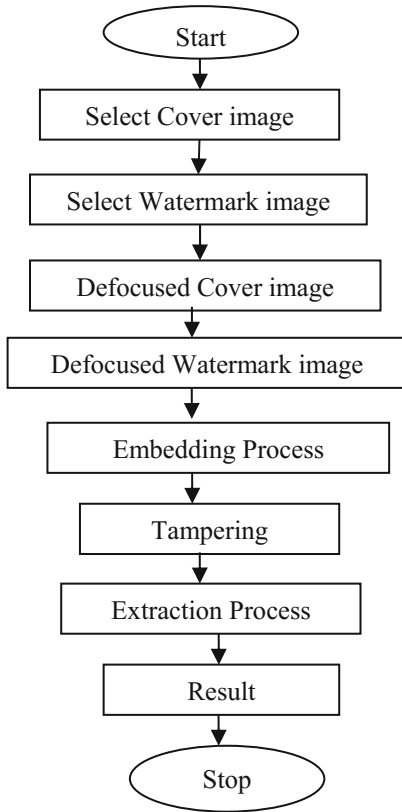 Start
Select Cover image
Select Watermark image
Defocused Cover image
Defocused Watermark image
Embedding Process
Tampering
Extraction Process
Result
Stop